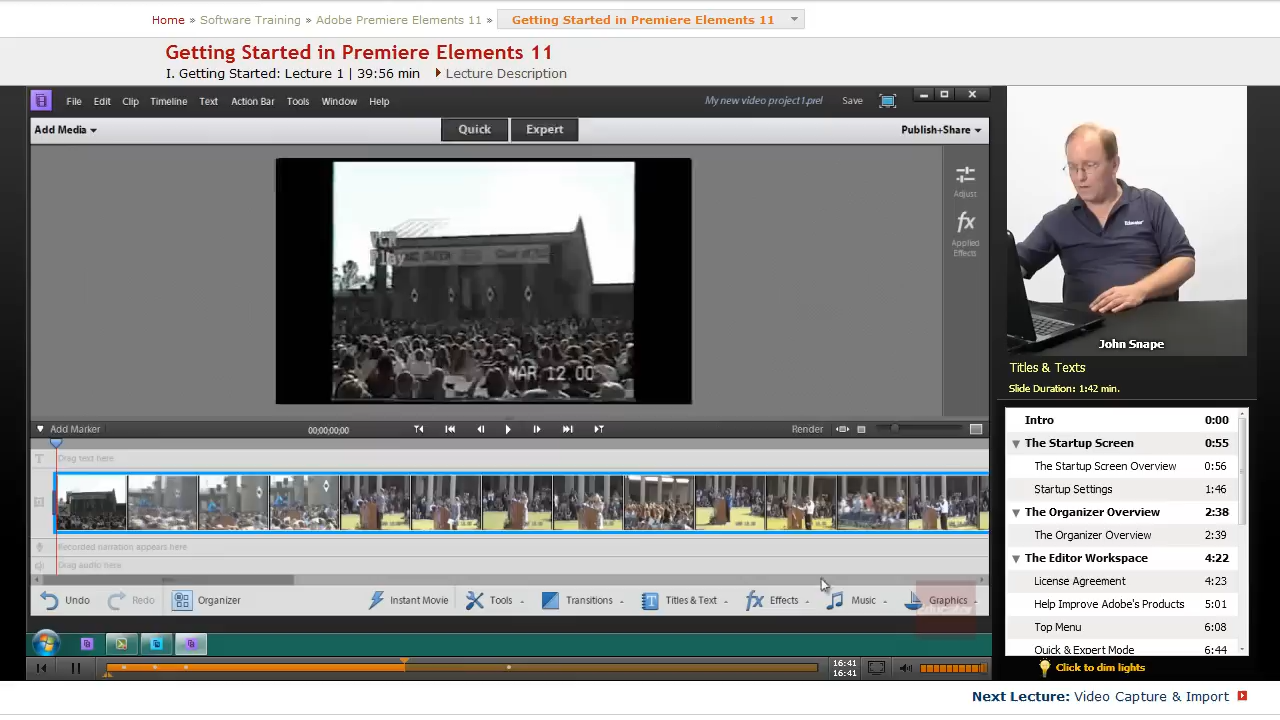 Home » Software Training » Adobe Premiere Elements 11 » Getting Started in Premiere Elements 11
Getting Started in Premiere Elements 11
I. Getting Started: Lecture 1 | 39:56 min Lecture Description
File Edit Clip Timeline Text Action Bar Tools Window Help My new video project1.prel Save
Add Media Quick Expert Publish+Share
Adjust
fx
Applied
Effects
VCR
Play
MAR 12.00
Add Marker 00;00;00;00 Render
T Drag text here
Recorded narration appears here
Drag audio here
Undo Redo Organizer Instant Movie Tools Transitions Titles & Text fx Effects Music Graphics
Educator
16:41
16:41
John Snape
Titles & Texts
Slide Duration: 1:42 min.
Intro 0:00
The Startup Screen 0:55
The Startup Screen Overview 0:56
Startup Settings 1:46
The Organizer Overview 2:38
The Organizer Overview 2:39
The Editor Workspace 4:22
License Agreement 4:23
Help Improve Adobe's Products 5:01
Top Menu 6:08
Quick & Expert Mode 6:44
Click to dim lights
Next Lecture: Video Capture & Import